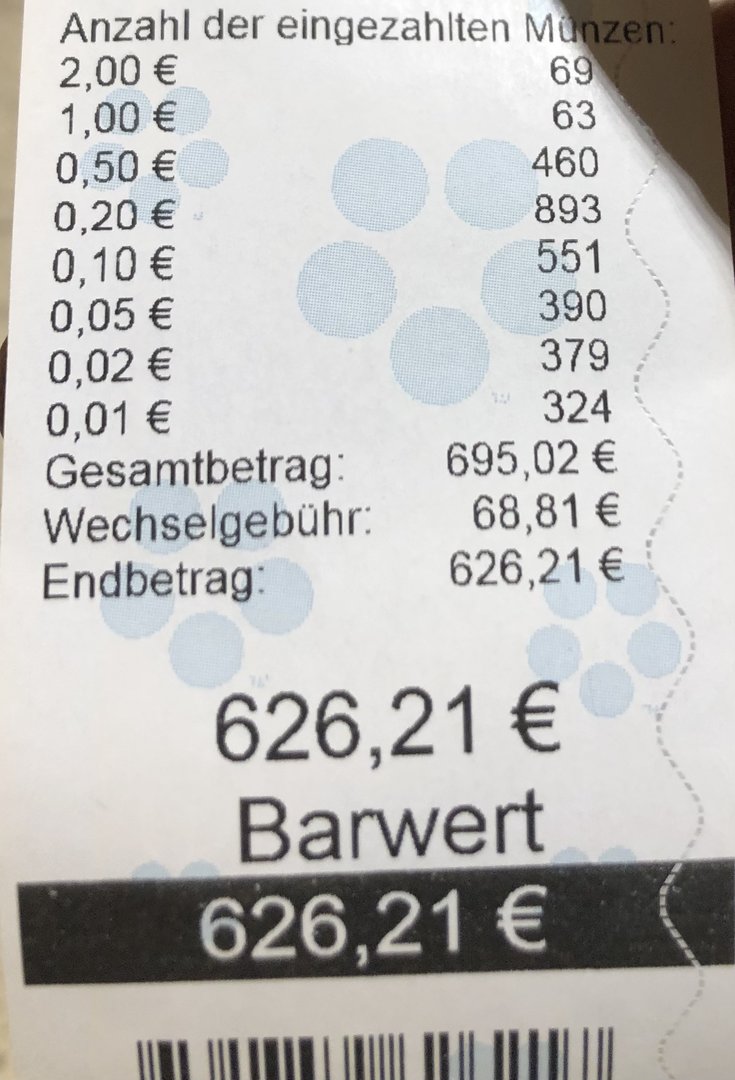 Anzahl der eingezahlten Münzen:
2,00 € 69
1,00 € 63
0,50 € 460
0,20 € 893
0,10 € 551
0,05 € 390
0,02 € 379
0,01 € 324
Gesamtbetrag: 695,02 €
Wechselgebühr: 68,81 €
Endbetrag: 626,21 €
626,21 €
Barwert
626,21 €